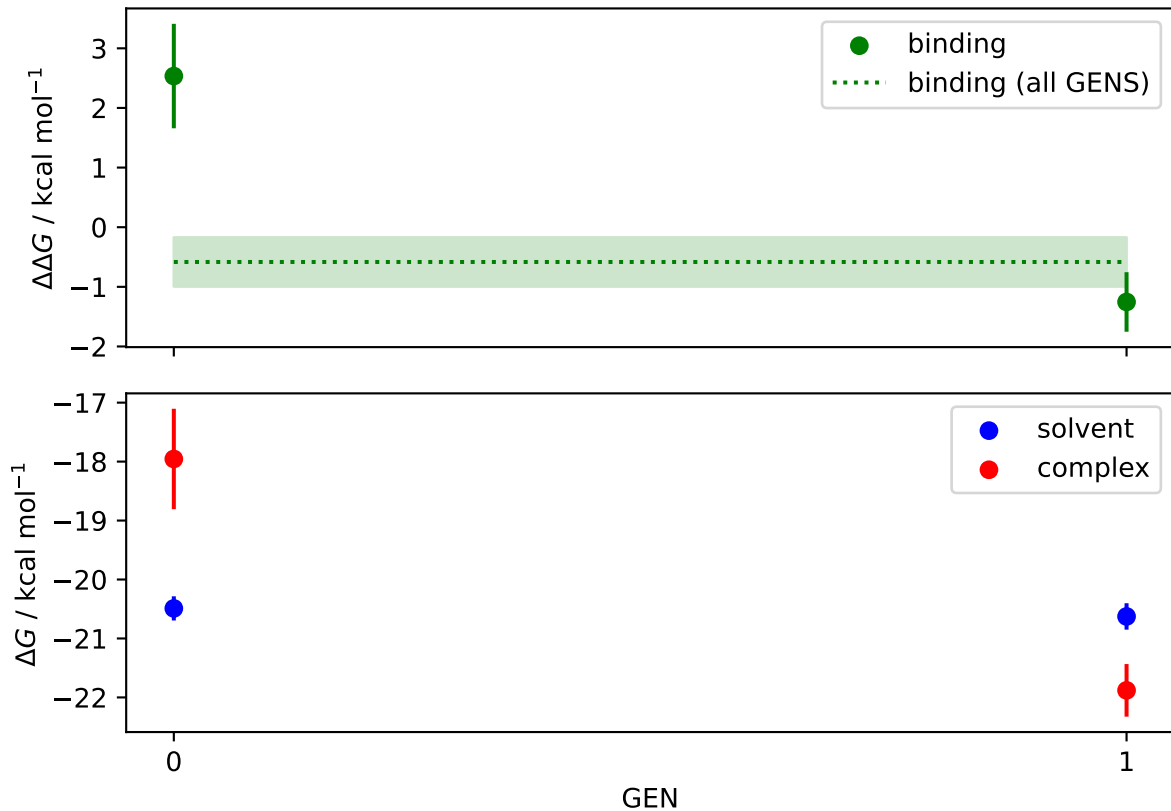 binding
binding (all GENS)
ΔΔG / kcal mol⁻¹
3
2
1
0
−1
−2
solvent
complex
ΔG / kcal mol⁻¹
−17
−18
−19
−20
−21
−22
0
1
GEN